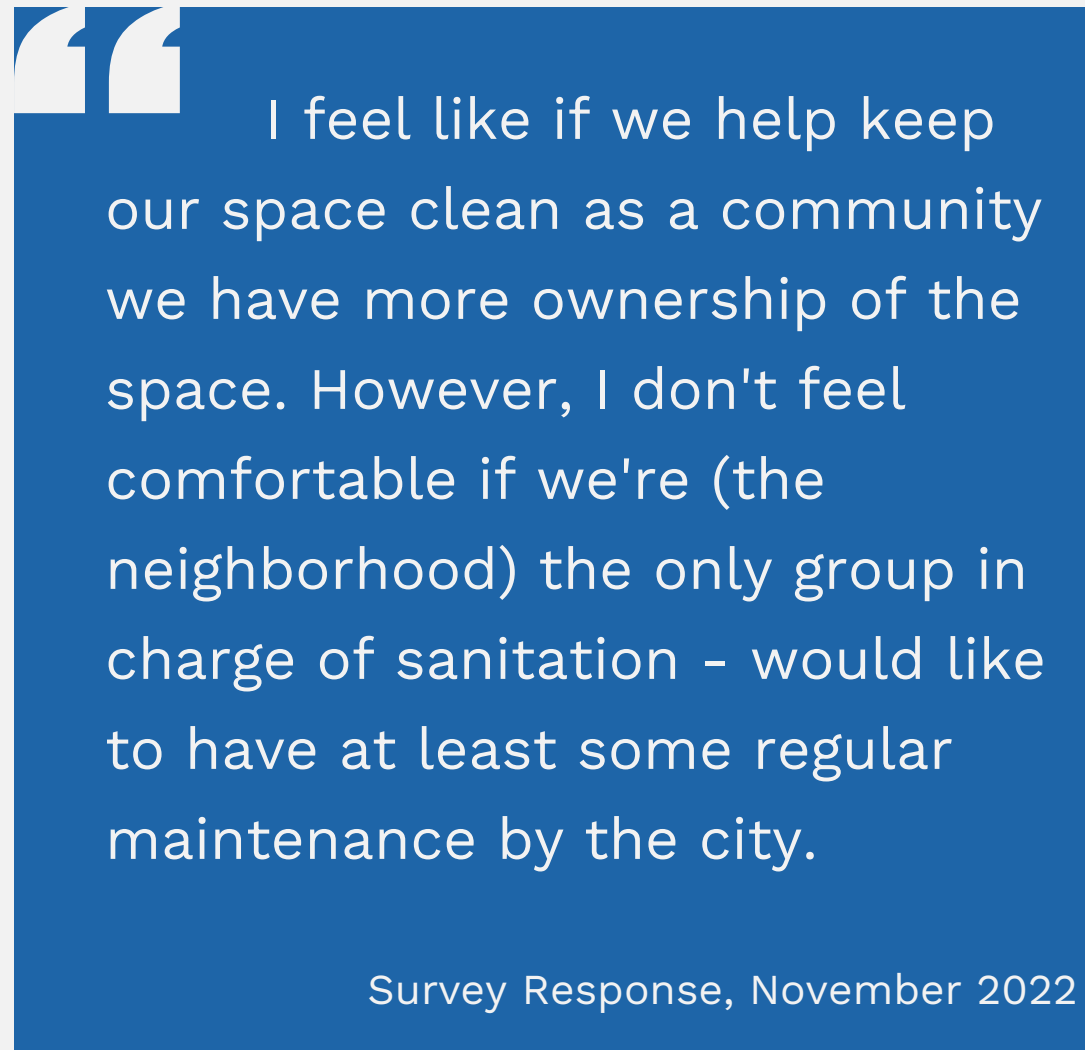 “
I feel like if we help keep
our space clean as a community
we have more ownership of the
space. However, I don't feel
comfortable if we're (the
neighborhood) the only group in
charge of sanitation - would like
to have at least some regular
maintenance by the city.
Survey Response, November 2022